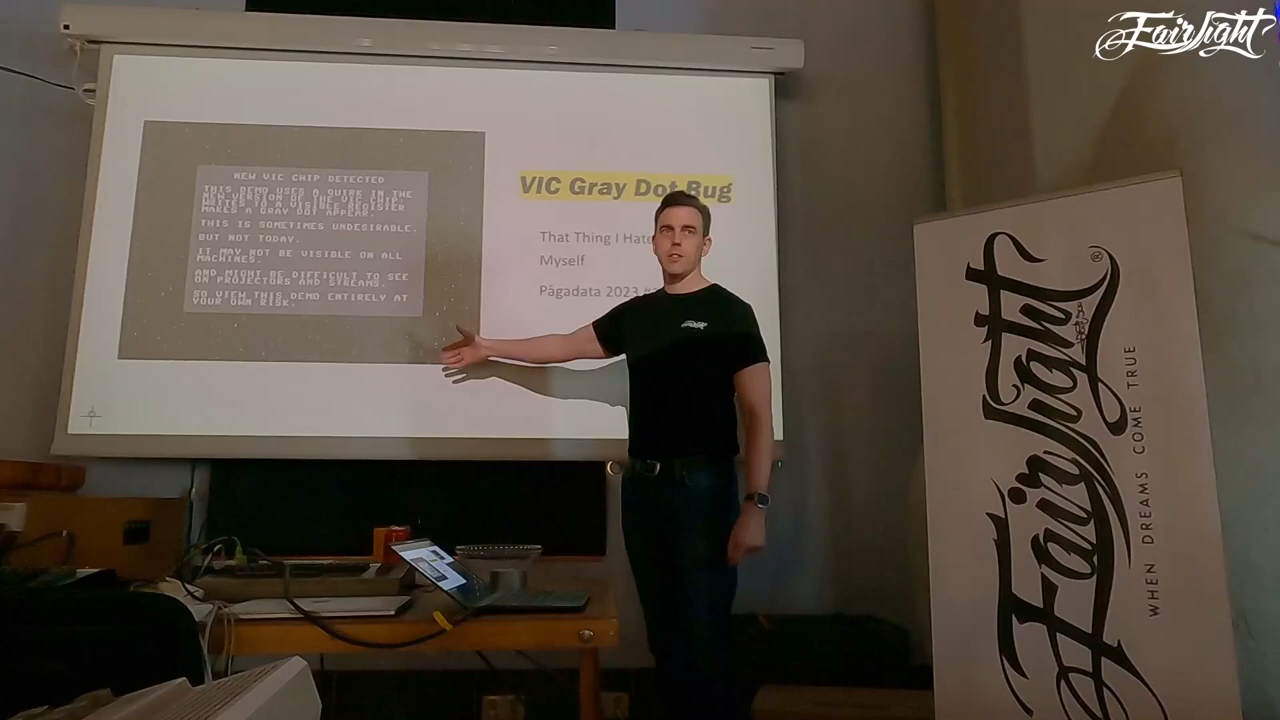 Fairlight
NEW VIC CHIP DETECTED
THIS DEMO USES A QUIRK IN THE
NEW VERSION OF THE VIC CHIP.
WRITES TO A VISIBLE REGISTER
MAKES A GRAY DOT APPEAR.
THIS IS SOMETIMES UNDESIRABLE.
BUT NOT TODAY.
IT MAY NOT BE VISIBLE ON ALL
MACHINES.
AND MIGHT BE DIFFICULT TO SEE
ON PROJECTORS AND STREAMS.
SO VIEW THIS DEMO ENTIRELY AT
YOUR OWN RISK.
VIC Gray Dot Bug
That Thing I Hate
Myself
Pågadata 2023
Fairlight®
WHEN DREAMS COME TRUE